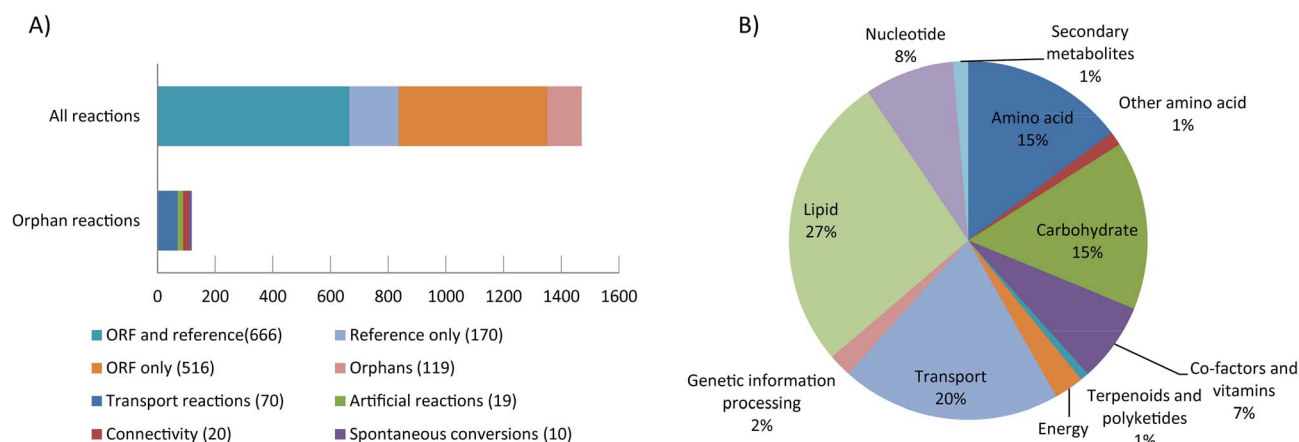 A)
All reactions
Orphan reactions
0 200 400 600 800 1000 1200 1400 1600
ORF and reference(666)
Reference only (170)
ORF only (516)
Orphans (119)
Transport reactions (70)
Artificial reactions (19)
Connectivity (20)
Spontaneous conversions (10)
B)
Nucleotide
8%
Secondary
metabolites
1%
Amino acid
15%
Other amino acid
1%
Carbohydrate
15%
Co-factors and
vitamins
7%
Terpenoids and
polyketides
1%
Energy
Transport
20%
Genetic information
processing
2%
Lipid
27%